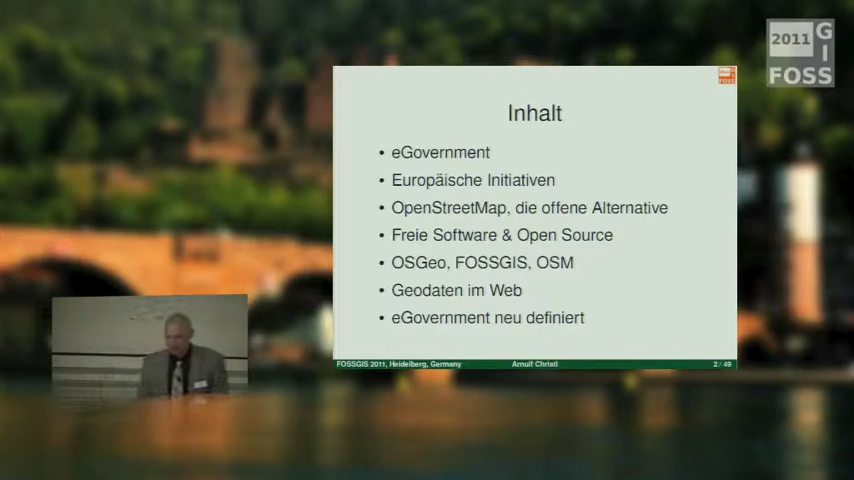 2011
G
I
FOSS
Inhalt
• eGovernment
• Europäische Initiativen
• OpenStreetMap, die offene Alternative
• Freie Software & Open Source
• OSGeo, FOSSGIS, OSM
• Geodaten im Web
• eGovernment neu definiert
FOSSGIS 2011, Heidelberg, Germany Arnulf Christl 2 / 49